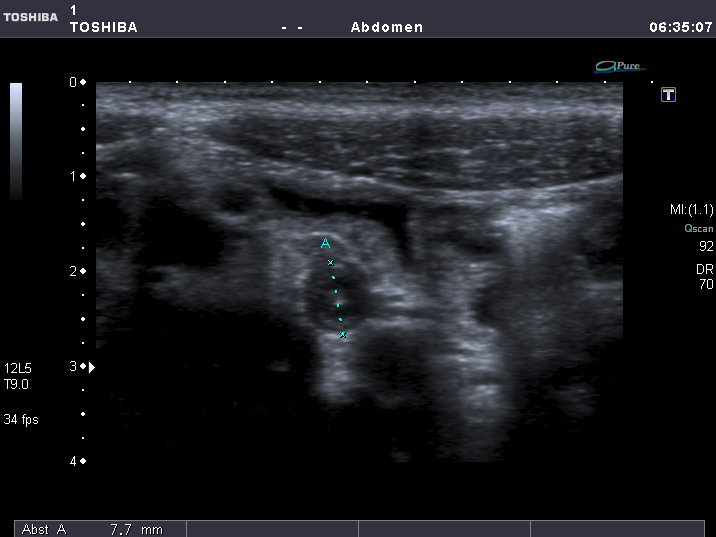 TOSHIBA
1
TOSHIBA - - Abdomen 06:35:07
Pure
T
0
1
2
3
4
A
MI:(1.1)
Qscan
92
DR
70
12L5
T9.0
34 fps
Abst A 7.7 mm